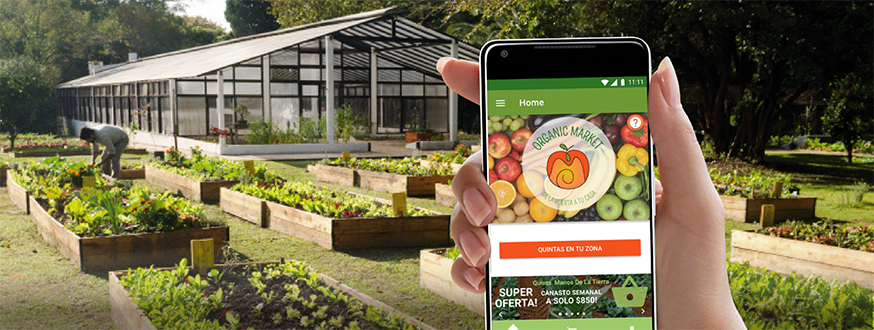 11:11
Home
?
ORGANIC MARKET
DE LA HUERTA A TU CASA
QUINTAS EN TU ZONA
Quinta Manos De La Tierra
SUPER
OFERTA!
CANASTO SEMANAL
A SOLO $850!